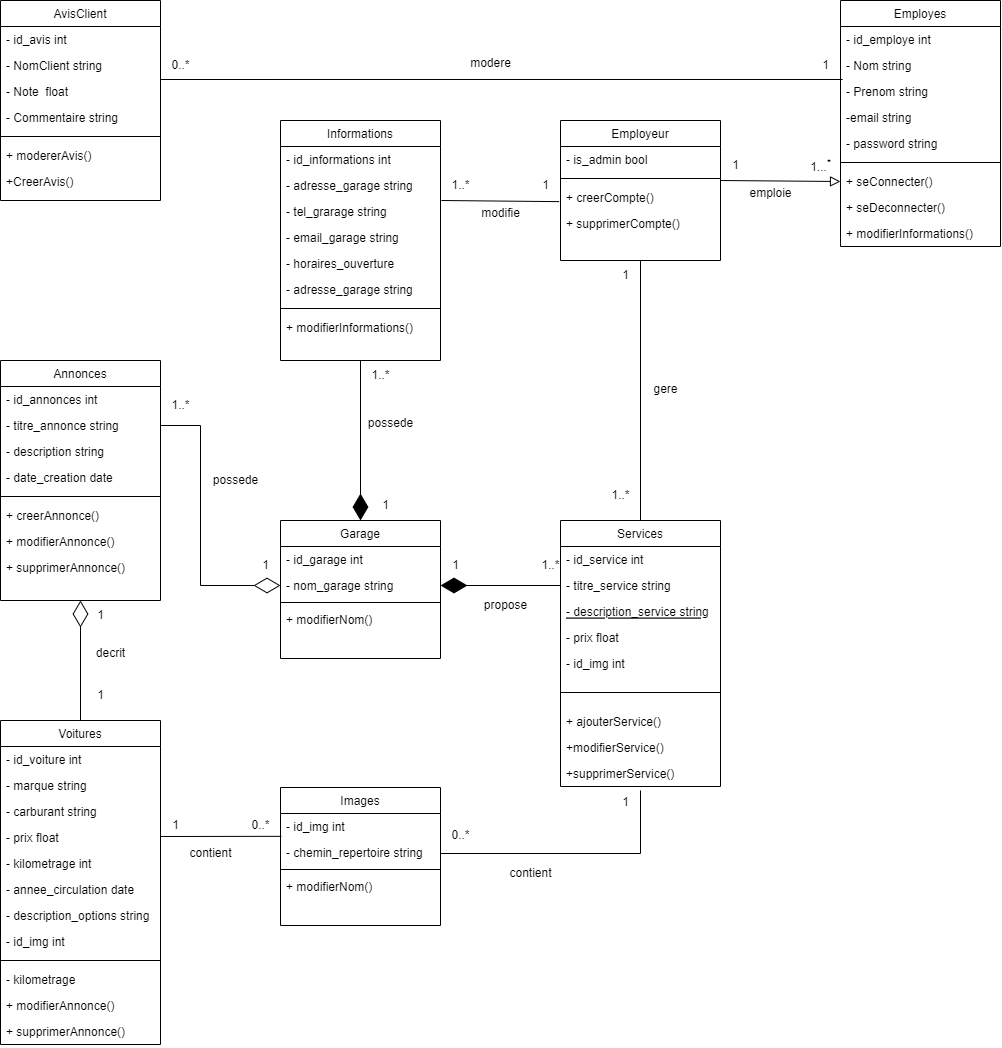 AvisClient
- id_avis int
- NomClient string
- Note  float
- Commentaire string
+ modererAvis()
+CreerAvis()
0..*
modere
1
Employes
- id_employe int
- Nom string
- Prenom string
-email string
- password string
+ seConnecter()
+ seDeconnecter()
+ modifierInformations()
Informations
- id_informations int
- adresse_garage string
- tel_grarage string
- email_garage string
- horaires_ouverture
- adresse_garage string
+ modifierInformations()
1..*
1
modifie
Employeur
- is_admin bool
+ creerCompte()
+ supprimerCompte()
1
1...*
emploie
1
gere
1..*
Annonces
- id_annonces int
- titre_annonce string
- description string
- date_creation date
+ creerAnnonce()
+ modifierAnnonce()
+ supprimerAnnonce()
1..*
possede
1
1..*
possede
1
Garage
- id_garage int
- nom_garage string
+ modifierNom()
1
1..*
propose
Services
- id_service int
- titre_service string
- description_service string
- prix float
- id_img int
+ ajouterService()
+modifierService()
+supprimerService()
1
decrit
1
Voitures
- id_voiture int
- marque string
- carburant string
- prix float
- kilometrage int
- annee_circulation date
- description_options string
- id_img int
- kilometrage
+ modifierAnnonce()
+ supprimerAnnonce()
1
0..*
contient
Images
- id_img int
- chemin_repertoire string
+ modifierNom()
1
0..*
contient